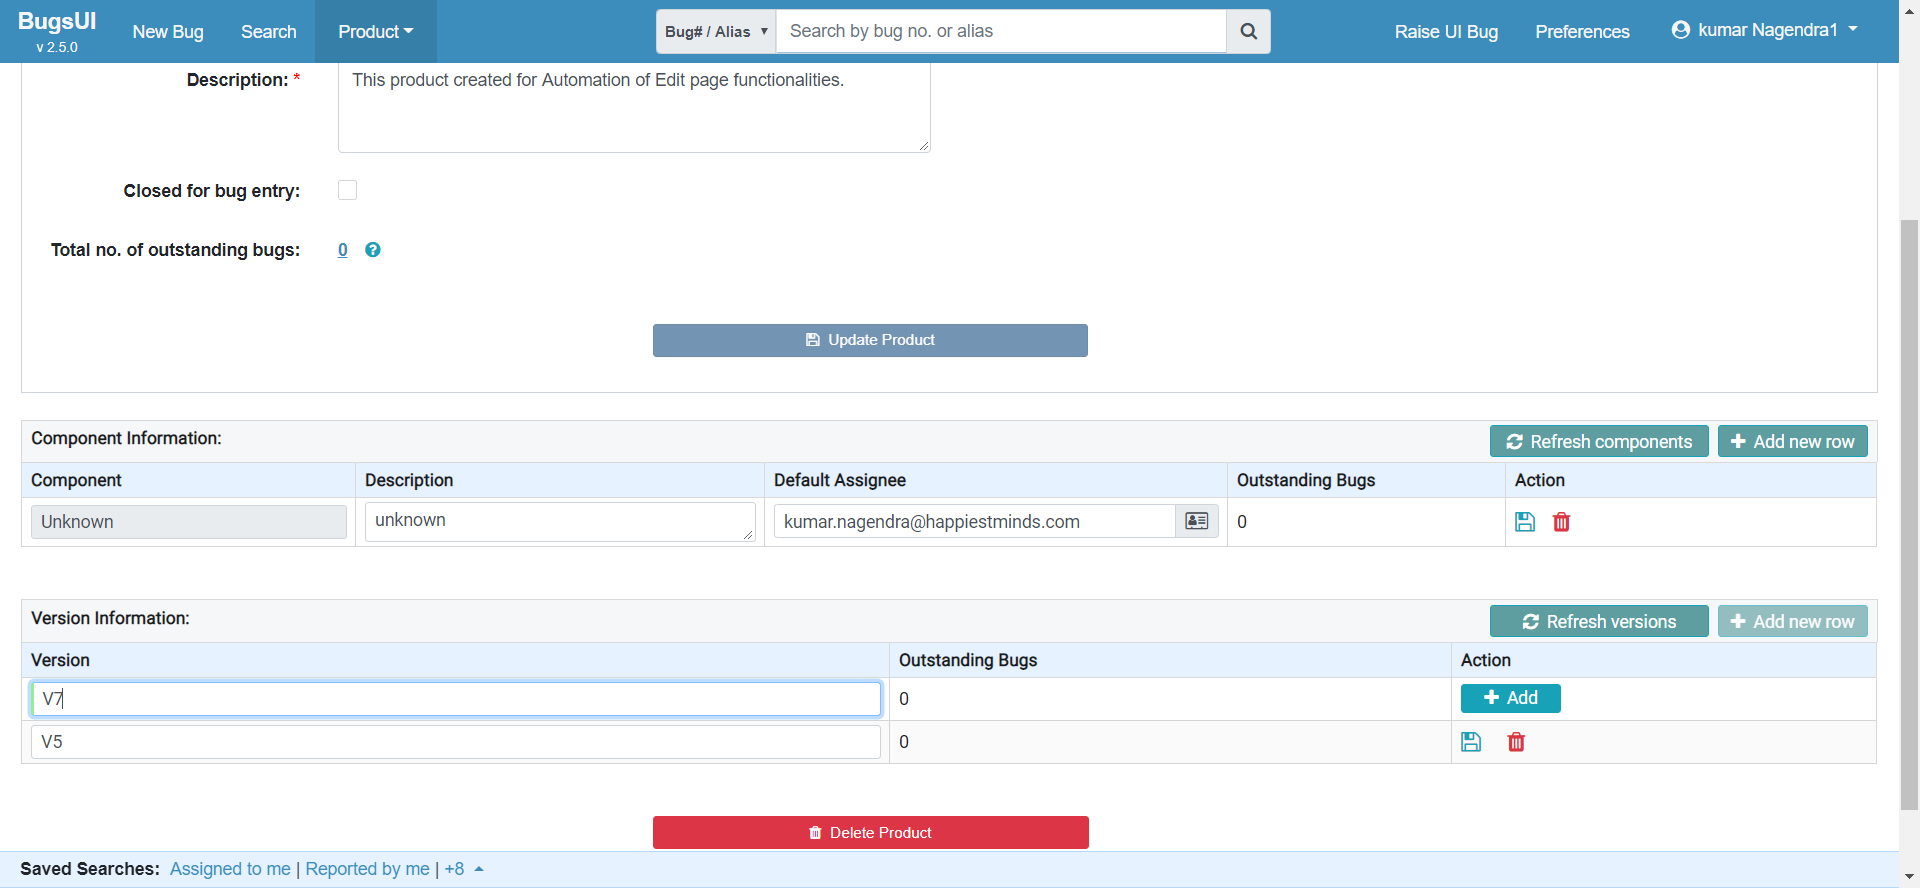 BugsUI
v 2.5.0
New Bug Search Product Bug# / Alias Search by bug no. or alias Raise UI Bug Preferences kumar Nagendra1
Description: * This product created for Automation of Edit page functionalities.
Closed for bug entry:
Total no. of outstanding bugs: 0 ?
Update Product
Component Information: Refresh components + Add new row
Component Description Default Assignee Outstanding Bugs Action
Unknown unknown kumar.nagendra@happiestminds.com 0
Version Information: Refresh versions + Add new row
Version Outstanding Bugs Action
V7 0 + Add
V5 0
Delete Product
Saved Searches: Assigned to me | Reported by me | +8